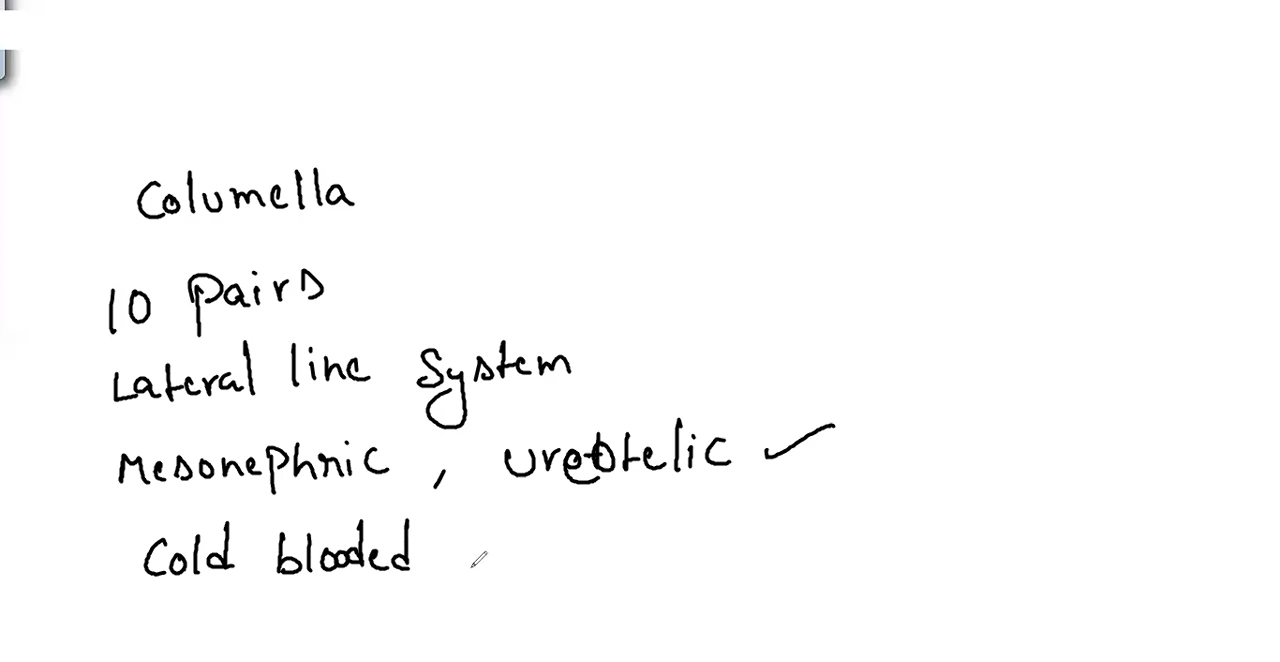 Columella
10 Pairs
Lateral line System
Mesonephric , Ureotelic ✓
Cold blooded